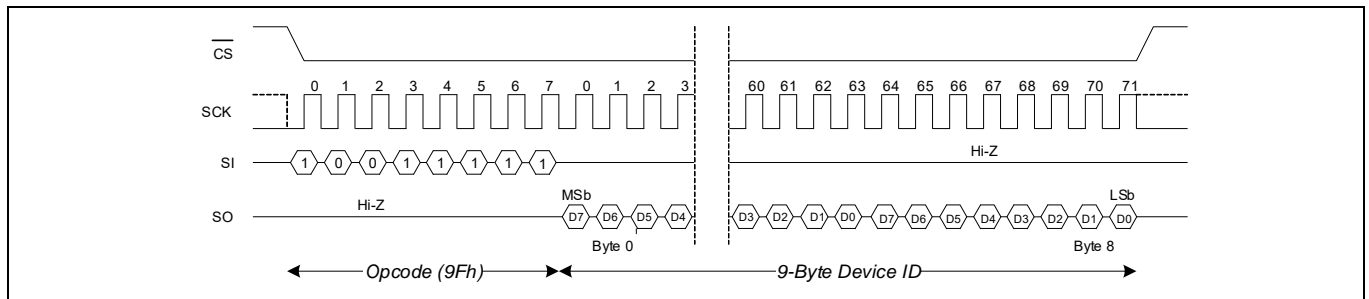 CS
0 1 2 3 4 5 6 7 0 1 2 3 60 61 62 63 64 65 66 67 68 69 70 71
SCK
SI 1 0 0 1 1 1 1 1 Hi-Z
Hi-Z MSb LSb
SO D7 D6 D5 D4 D3 D2 D1 D0 D7 D6 D5 D4 D3 D2 D1 D0
Byte 0 Byte 8
Opcode (9Fh) 9-Byte Device ID